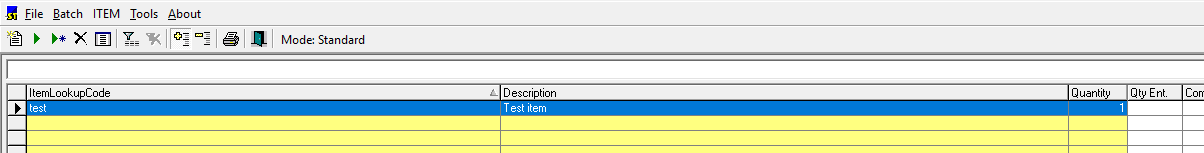 File Batch ITEM Tools About
Mode: Standard
ItemLookupCode Description Quantity Qty Ent. Com
test Test item 1